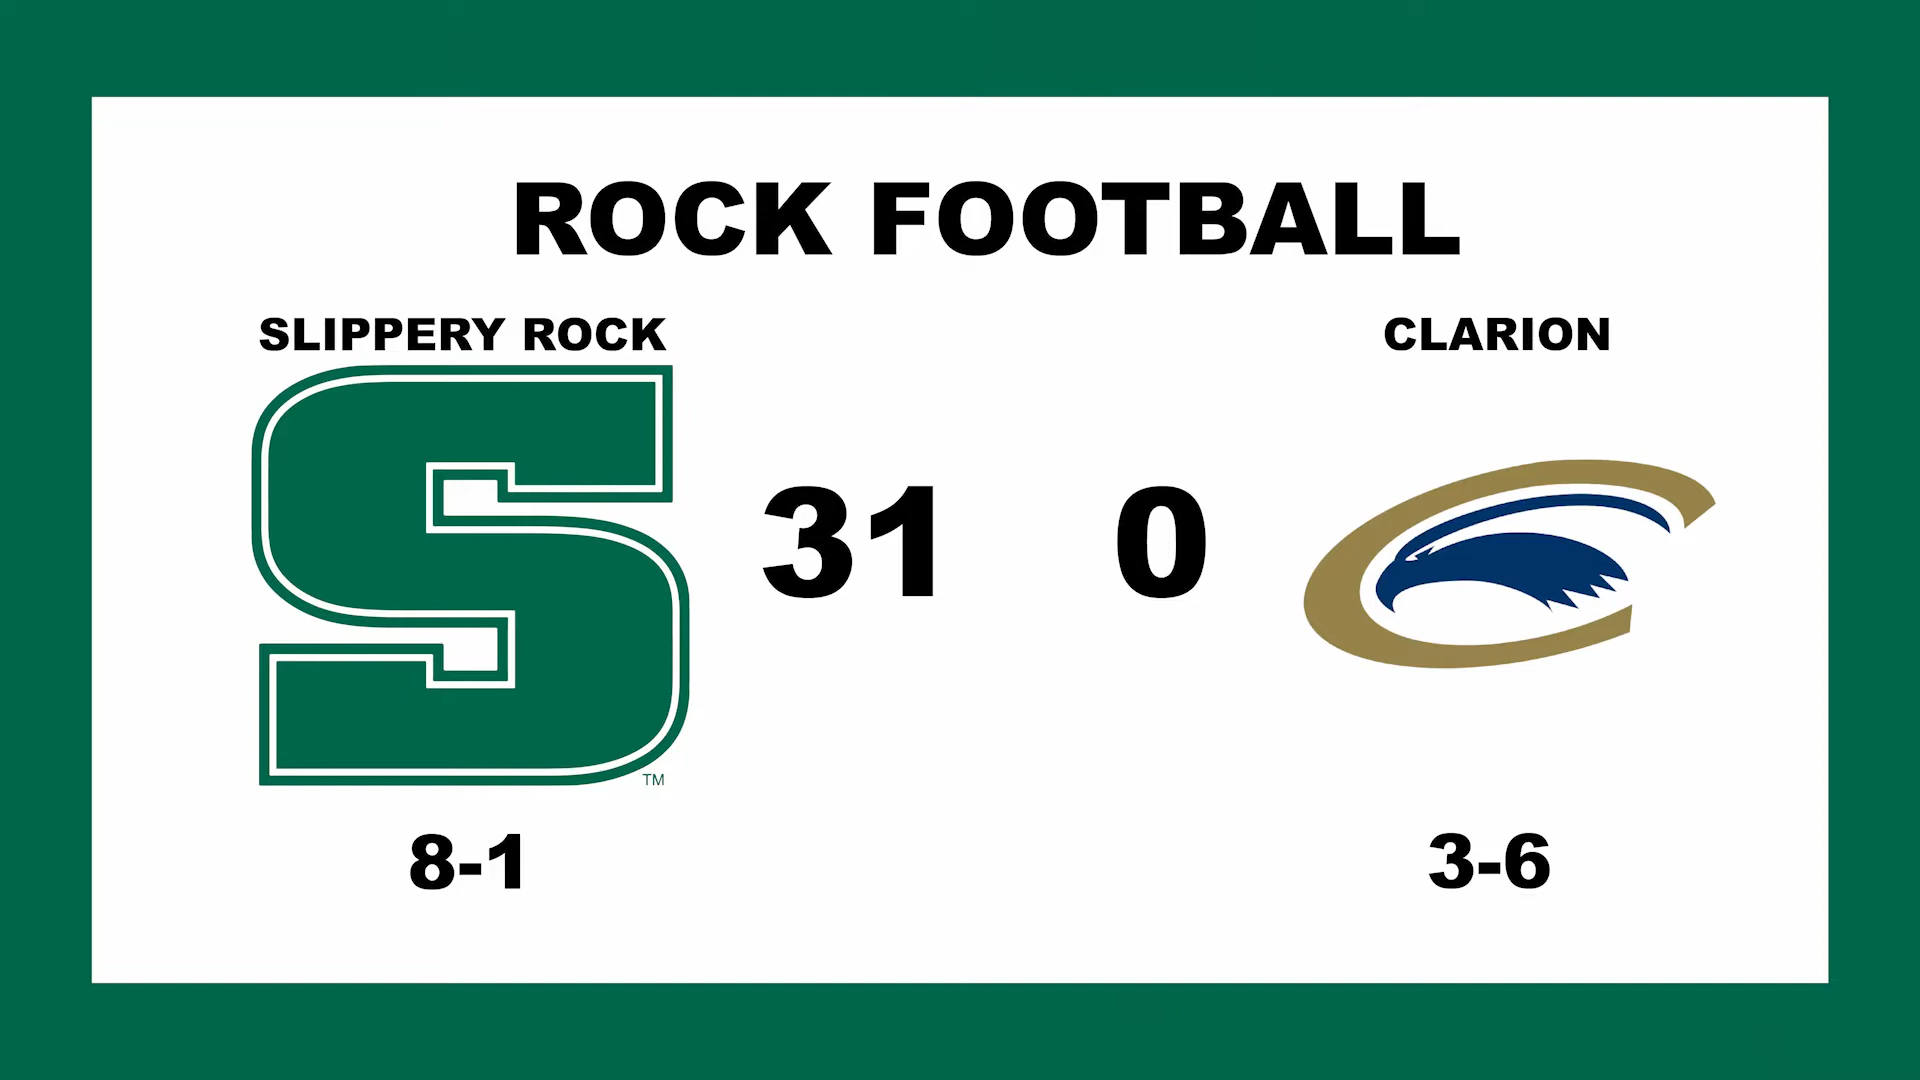 ROCK FOOTBALL
SLIPPERY ROCK
CLARION
31 0
TM
8-1
3-6